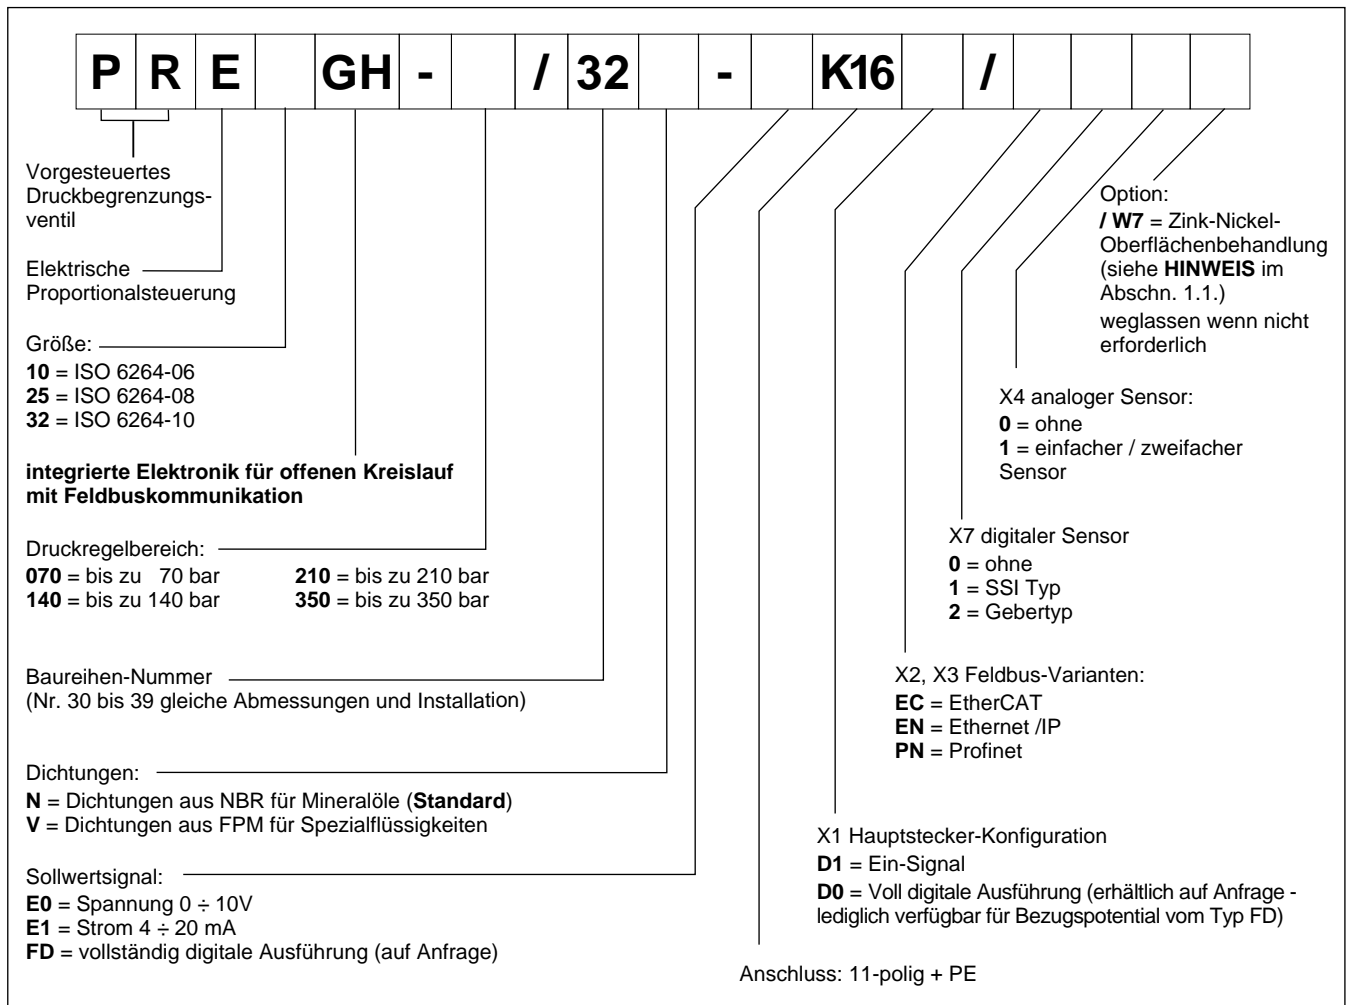 P R E GH - / 32 - K16 /
Vorgesteuertes
Druckbegrenzungs-
ventil
Elektrische
Proportionalsteuerung
Größe:
10 = ISO 6264-06
25 = ISO 6264-08
32 = ISO 6264-10
integrierte Elektronik für offenen Kreislauf
mit Feldbuskommunikation
Druckregelbereich:
070 = bis zu 70 bar 210 = bis zu 210 bar
140 = bis zu 140 bar 350 = bis zu 350 bar
Baureihen-Nummer
(Nr. 30 bis 39 gleiche Abmessungen und Installation)
Dichtungen:
N = Dichtungen aus NBR für Mineralöle (Standard)
V = Dichtungen aus FPM für Spezialflüssigkeiten
Sollwertsignal:
E0 = Spannung 0 ÷ 10V
E1 = Strom 4 ÷ 20 mA
FD = vollständig digitale Ausführung (auf Anfrage)
Option:
/ W7 = Zink-Nickel-
Oberflächenbehandlung
(siehe HINWEIS im
Abschn. 1.1.)
weglassen wenn nicht
erforderlich
X4 analoger Sensor:
0 = ohne
1 = einfacher / zweifacher
Sensor
X7 digitaler Sensor
0 = ohne
1 = SSI Typ
2 = Gebertyp
X2, X3 Feldbus-Varianten:
EC = EtherCAT
EN = Ethernet /IP
PN = Profinet
X1 Hauptstecker-Konfiguration
D1 = Ein-Signal
D0 = Voll digitale Ausführung (erhältlich auf Anfrage -
lediglich verfügbar für Bezugspotential vom Typ FD)
Anschluss: 11-polig + PE